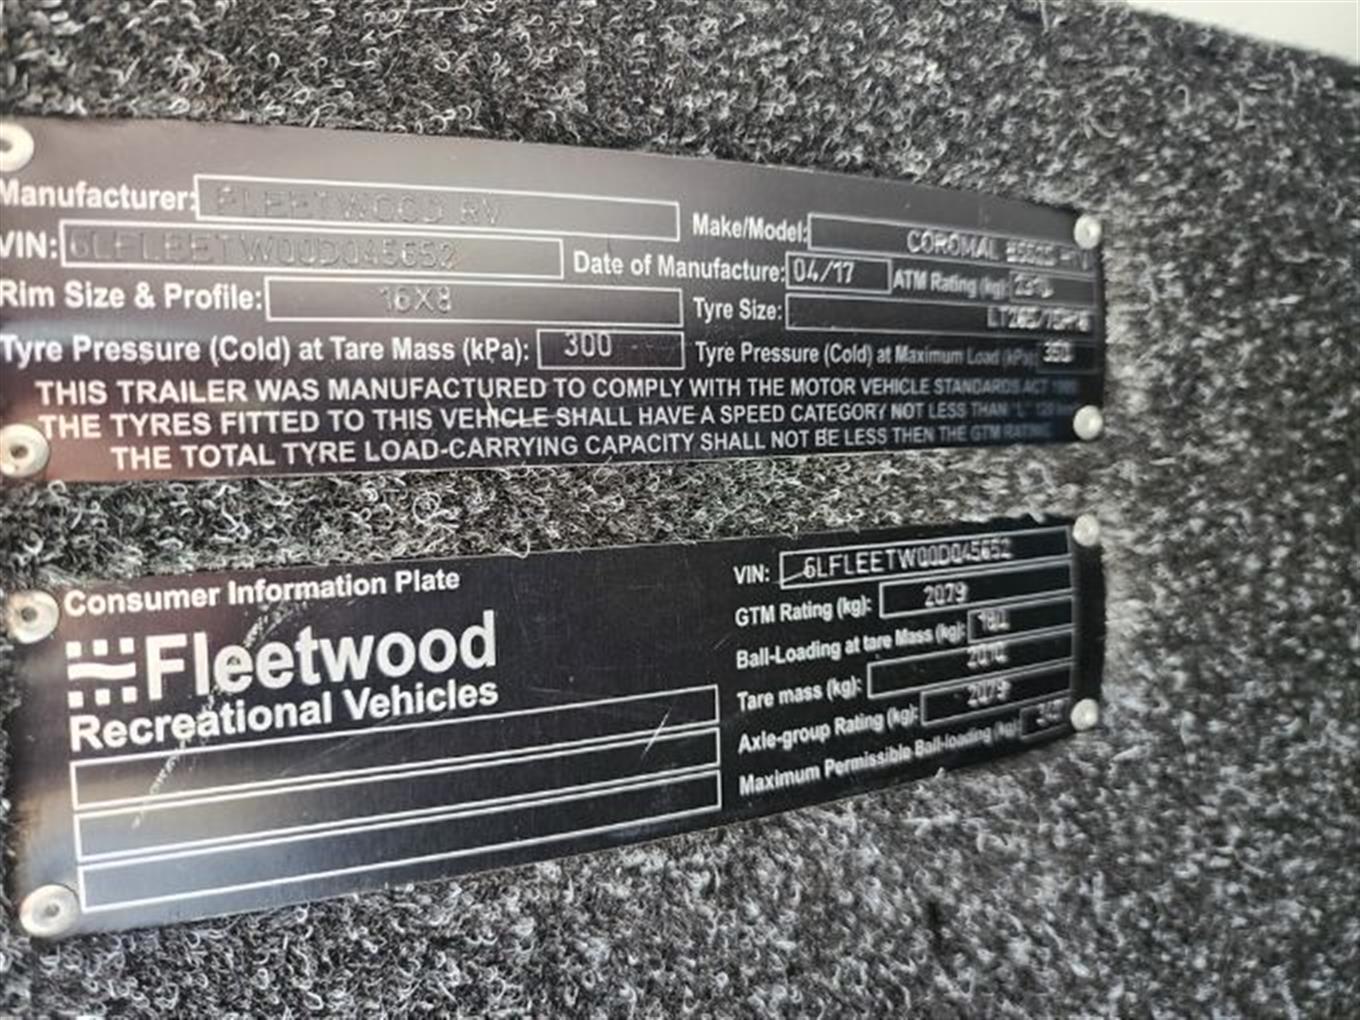 Manufacturer: FLEETWOOD RV
Make/Model: COROMAL
VIN: 6LFLEETW00D045652
Date of Manufacture: 04/17 ATM Rating (kg):
Rim Size & Profile: 16X8
Tyre Size:
Tyre Pressure (Cold) at Tare Mass (kPa): 300
Tyre Pressure (Cold) at Maximum Load (kPa):
THIS TRAILER WAS MANUFACTURED TO COMPLY WITH THE MOTOR VEHICLE STANDARDS ACT
THE TYRES FITTED TO THIS VEHICLE SHALL HAVE A SPEED CATEGORY NOT LESS THAN "L"
THE TOTAL TYRE LOAD-CARRYING CAPACITY SHALL NOT BE LESS THEN THE GTM RATING
Consumer Information Plate
Fleetwood
Recreational Vehicles
VIN: 6LFLEETW00D045652
GTM Rating (kg): 2079
Ball-Loading at tare Mass (kg):
Tare mass (kg): 2010
Axle-group Rating (kg): 2079
Maximum Permissible Ball-loading (kg):